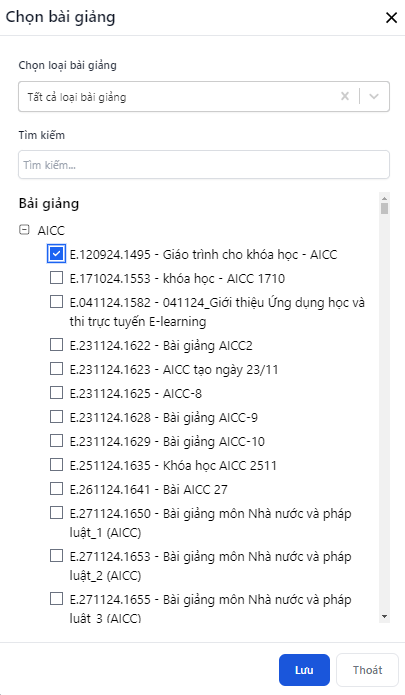 Chọn bài giảng
Chọn loại bài giảng
Tất cả loại bài giảng
Tìm kiếm
Tìm kiếm...
Bài giảng
AICC
E.120924.1495 - Giáo trình cho khóa học - AICC
E.171024.1553 - khóa học - AICC 1710
E.041124.1582 - 041124_Giới thiệu Ứng dụng học và
thi trực tuyến E-learning
E.231124.1622 - Bài giảng AICC2
E.231124.1623 - AICC tạo ngày 23/11
E.231124.1625 - AICC-8
E.231124.1628 - Bài giảng AICC-9
E.231124.1629 - Bài giảng AICC-10
E.251124.1635 - Khóa học AICC 2511
E.261124.1641 - Bài AICC 27
E.271124.1650 - Bài giảng môn Nhà nước và pháp
luật_1 (AICC)
E.271124.1653 - Bài giảng môn Nhà nước và pháp
luật_2 (AICC)
E.271124.1655 - Bài giảng môn Nhà nước và pháp
luật_3 (AICC)
Lưu
Thoát